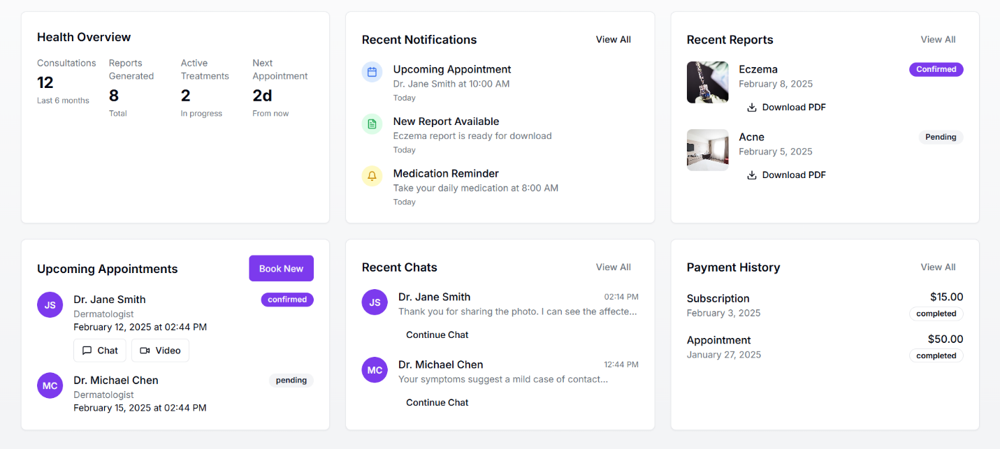 Health Overview
Consultations
12
Last 6 months
Reports
Generated
8
Total
Active
Treatments
2
In progress
Next
Appointment
2d
From now
Recent Notifications
View All
Upcoming Appointment
Dr. Jane Smith at 10:00 AM
Today
New Report Available
Eczema report is ready for download
Today
Medication Reminder
Take your daily medication at 8:00 AM
Today
Recent Reports
View All
Eczema
Confirmed
February 8, 2025
Download PDF
Acne
Pending
February 5, 2025
Download PDF
Upcoming Appointments
Book New
JS
Dr. Jane Smith
confirmed
Dermatologist
February 12, 2025 at 02:44 PM
Chat
Video
MC
Dr. Michael Chen
pending
Dermatologist
February 15, 2025 at 02:44 PM
Recent Chats
View All
JS
Dr. Jane Smith
02:14 PM
Thank you for sharing the photo. I can see the affecte...
Continue Chat
MC
Dr. Michael Chen
12:44 PM
Your symptoms suggest a mild case of contact...
Continue Chat
Payment History
View All
Subscription
$15.00
February 3, 2025
completed
Appointment
$50.00
January 27, 2025
completed